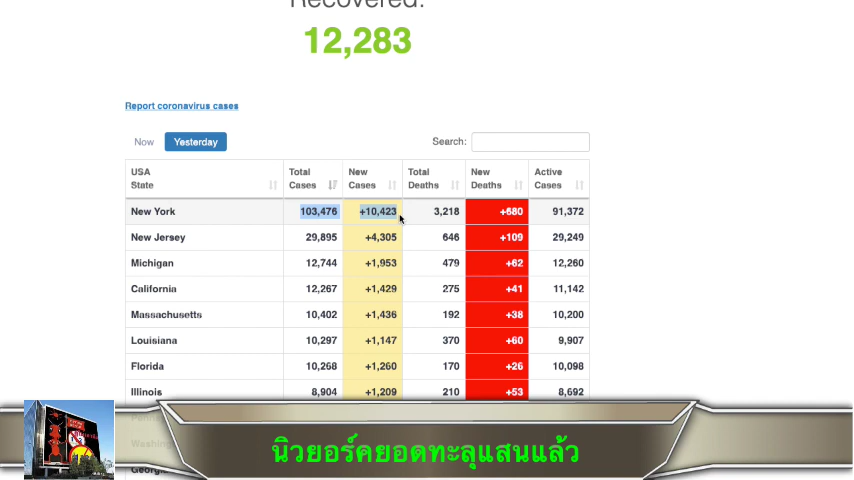 Recovered:
12,283
Report coronavirus cases
Now Yesterday Search:
USA State Total Cases New Cases Total Deaths New Deaths Active Cases
New York 103,476 +10,423 3,218 +680 91,372
New Jersey 29,895 +4,305 646 +109 29,249
Michigan 12,744 +1,953 479 +62 12,260
California 12,267 +1,429 275 +41 11,142
Massachusetts 10,402 +1,436 192 +38 10,200
Louisiana 10,297 +1,147 370 +60 9,907
Florida 10,268 +1,260 170 +26 10,098
Illinois 8,904 +1,209 210 +53 8,692
นิวยอร์คยอดทะลุแสนแล้ว